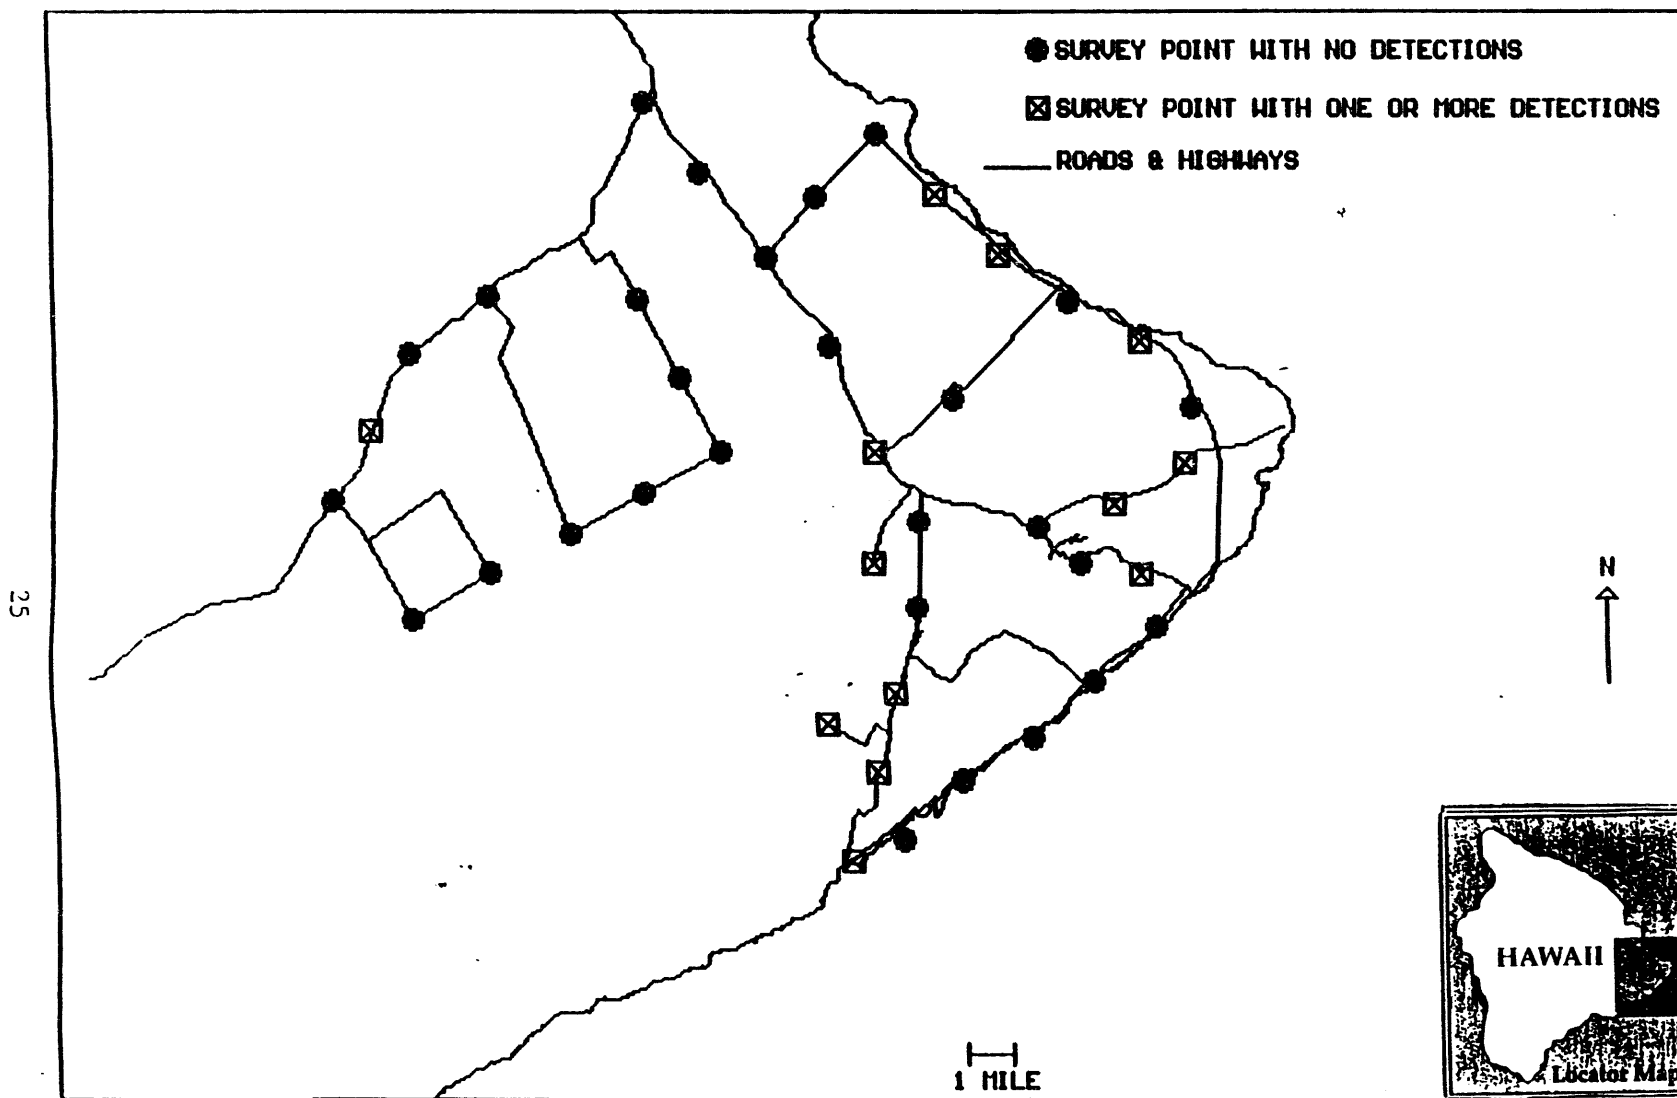 SURVEY POINT WITH NO DETECTIONS
SURVEY POINT WITH ONE OR MORE DETECTIONS
ROADS & HIGHWAYS
N
25
HAWAII
Locator Map
1 MILE